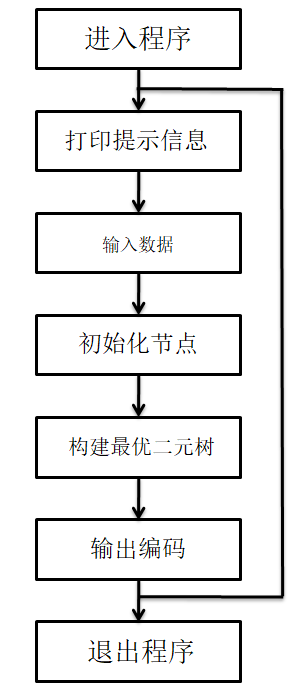 进入程序
打印提示信息
输入数据
初始化节点
构建最优二元树
输出编码
退出程序